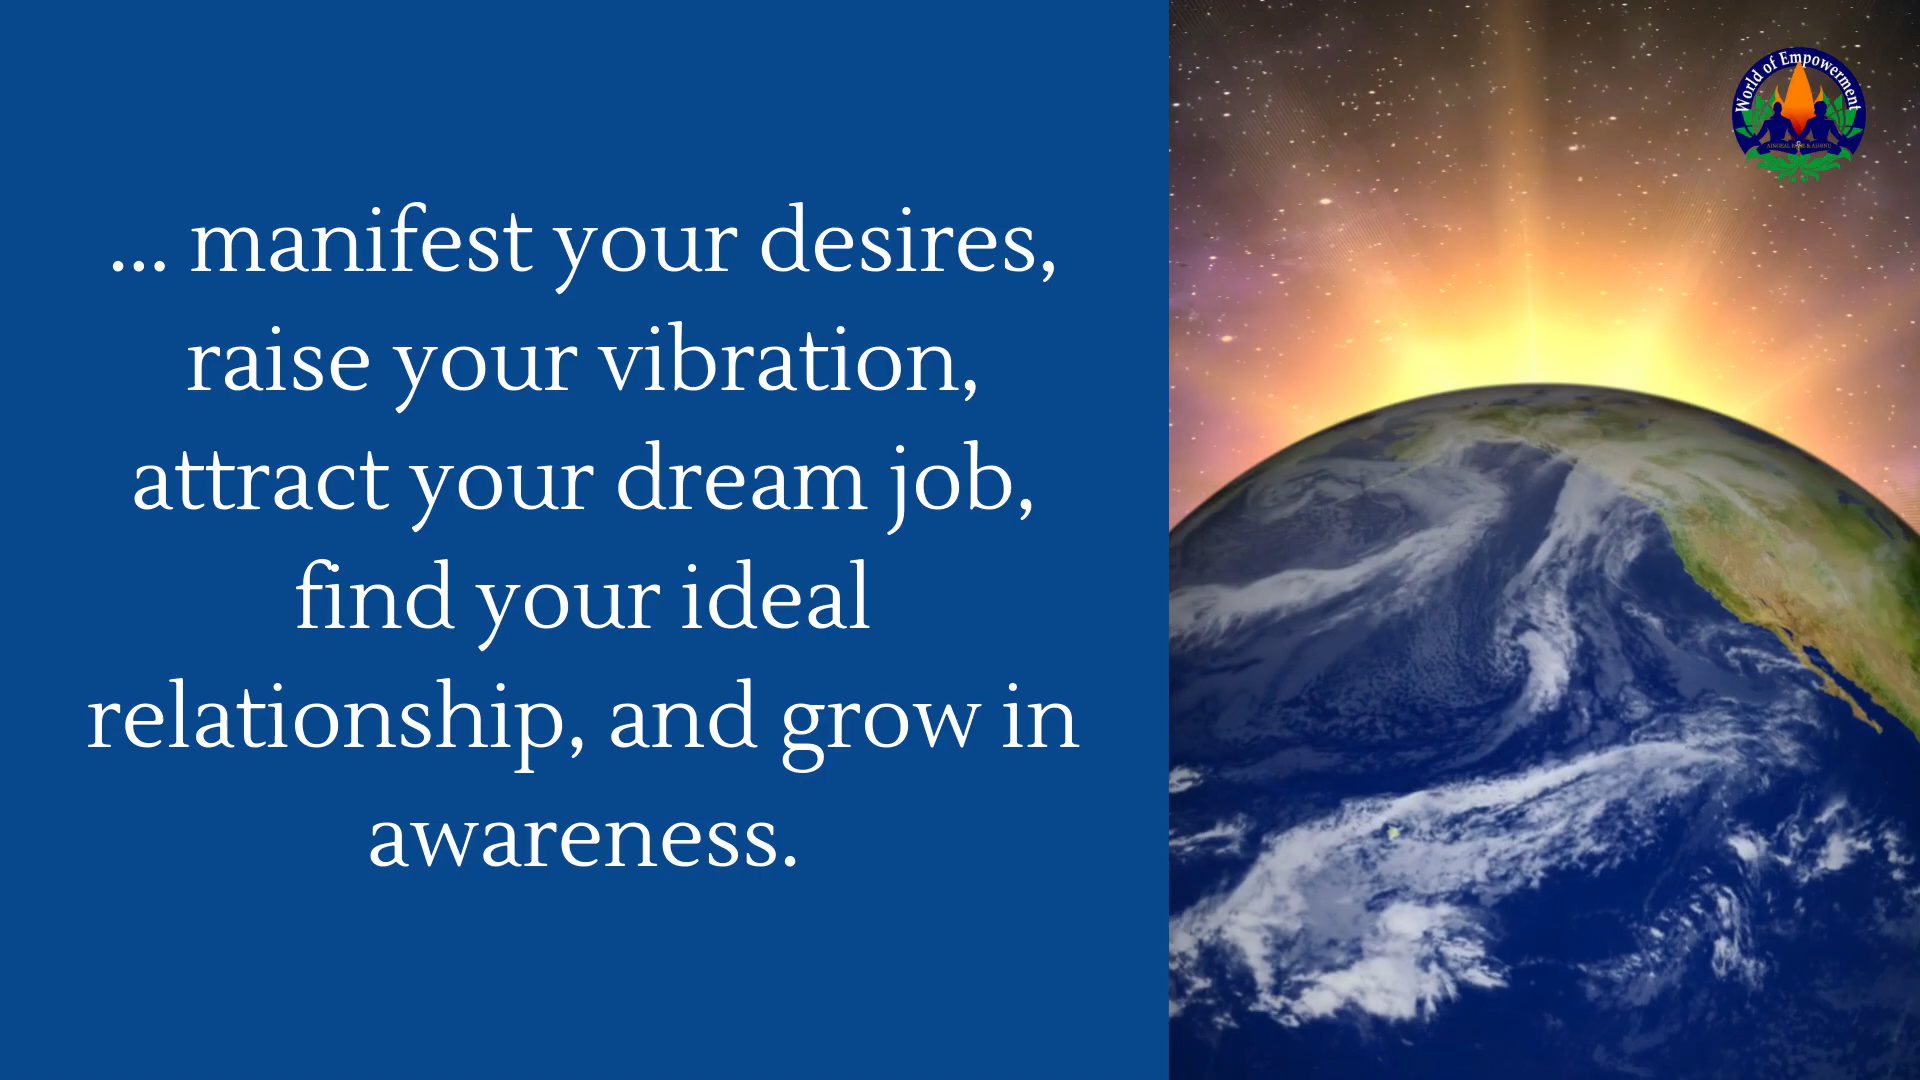 ... manifest your desires,
raise your vibration,
attract your dream job,
find your ideal
relationship, and grow in
awareness.
World of Empowerment